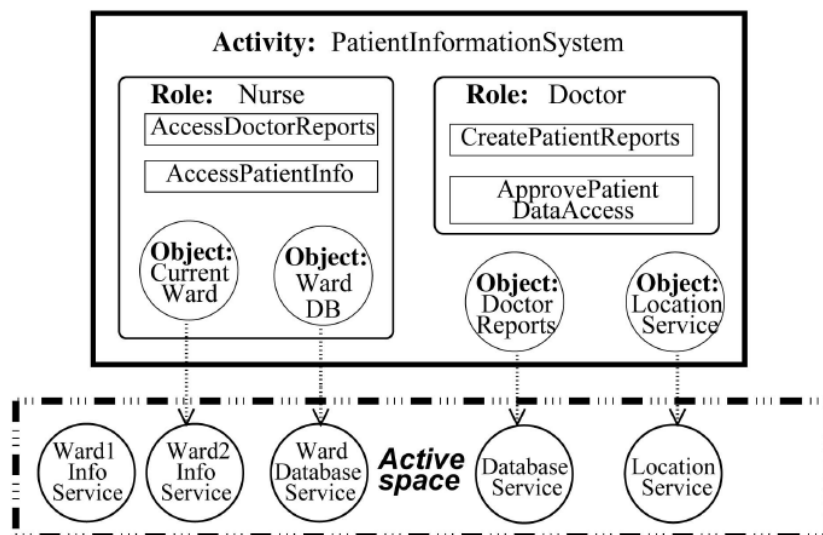 Activity: PatientInformationSystem
Role: Nurse
AccessDoctorReports
AccessPatientInfo
Object:
Current
Ward
Object:
Ward
DB
Role: Doctor
CreatePatientReports
ApprovePatient
DataAccess
Object:
Doctor
Reports
Object:
Location
Service
Ward1
Info
Service
Ward2
Info
Service
Ward
Database
Service
Active
space
Database
Service
Location
Service